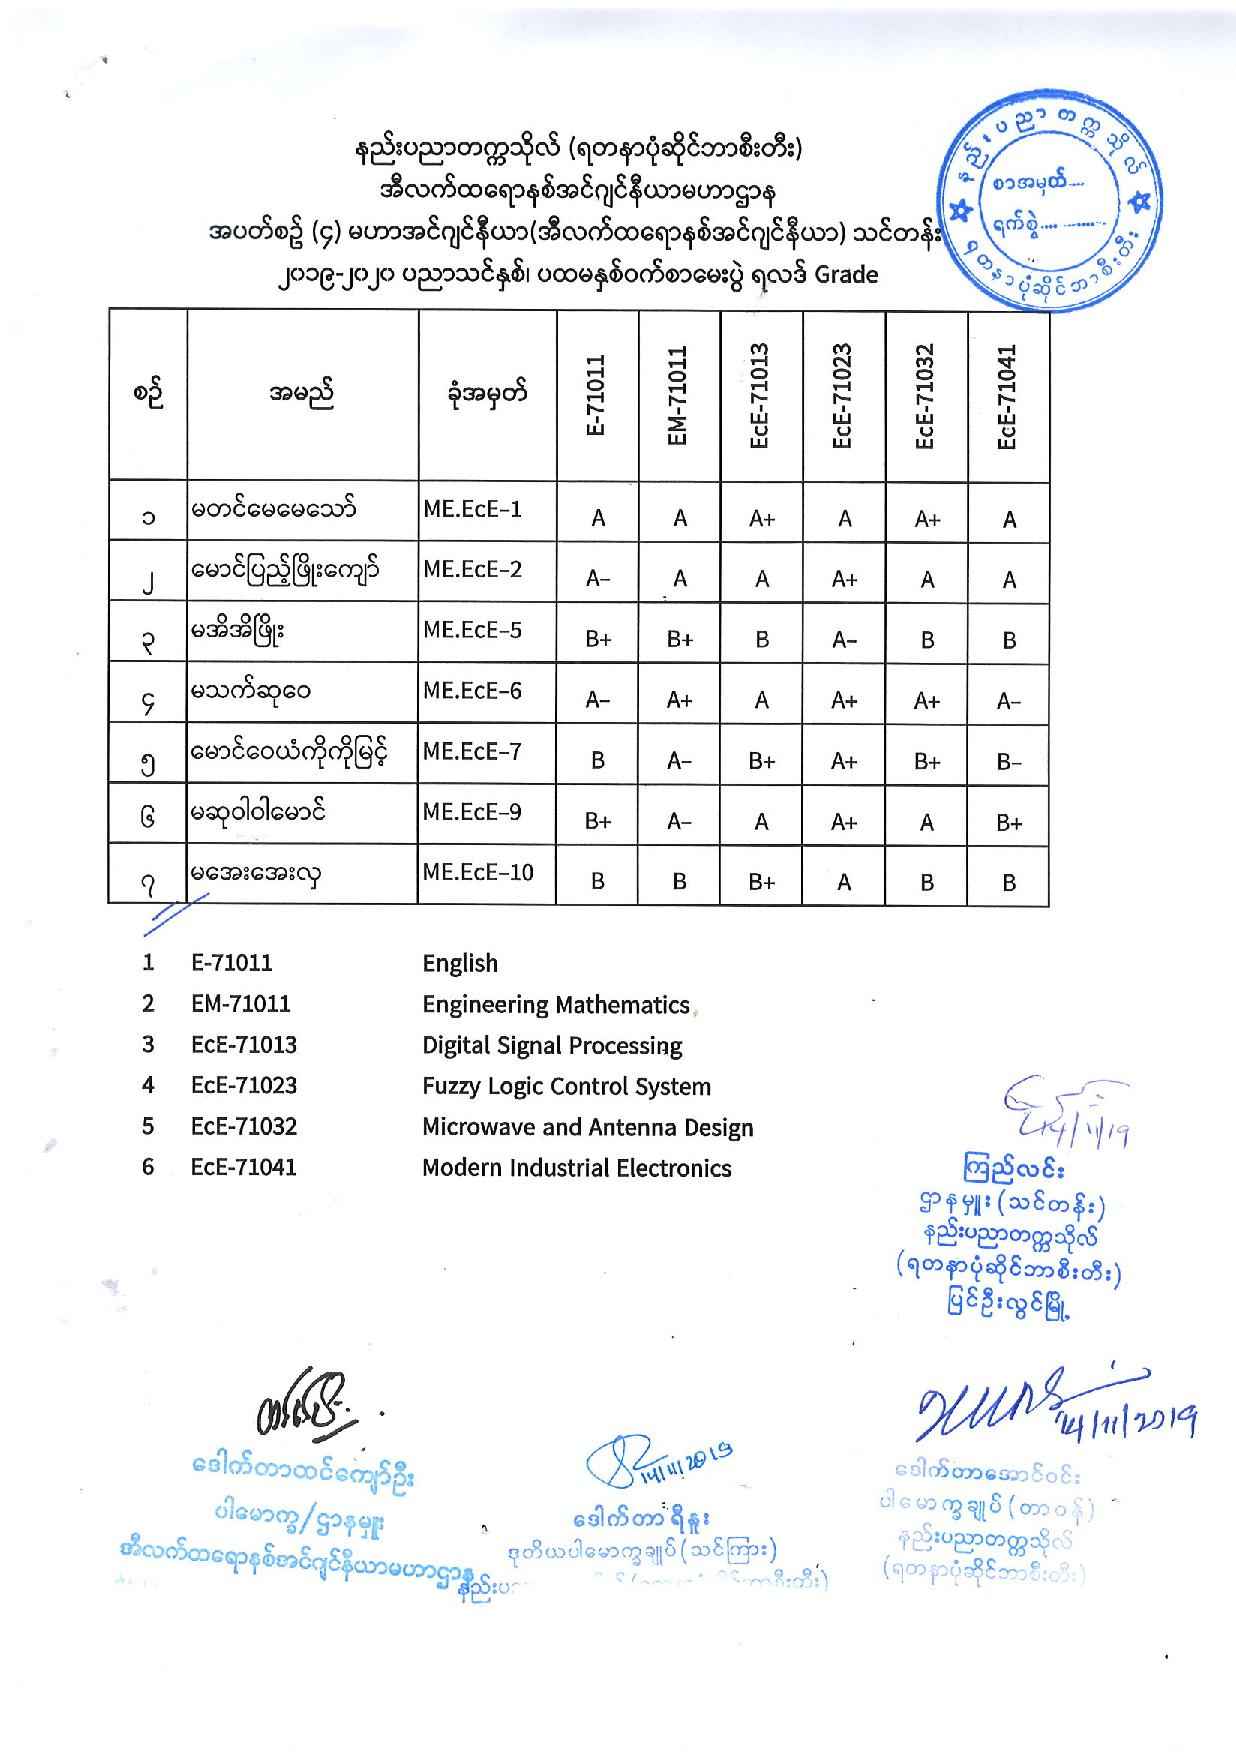 နည်းပညာတက္ကသိုလ် (ရတနာပုံဆိုင်ဘာစီးတီး)
အီလက်ထရောနစ်အင်ဂျင်နီယာမဟာဌာန
အပတ်စဉ် (၄) မဟာအင်ဂျင်နီယာ(အီလက်ထရောနစ်အင်ဂျင်နီယာ) သင်တန်း
၂၀၁၉-၂၀၂၀ ပညာသင်နှစ်၊ ပထမနှစ်ဝက်စာမေးပွဲ ရလဒ် Grade
နည်းပညာတက္ကသိုလ်
စာအမှတ်....
ရက်စွဲ.... ..........
ရတနာပုံဆိုင်ဘာစီးတီး
စဉ် အမည် ခုံအမှတ် E-71011 EM-71011 EcE-71013 EcE-71023 EcE-71032 EcE-71041
၁ မတင်မေမေသော် ME.EcE-1 A A A+ A A+ A
၂ မောင်ပြည့်ဖြိုးကျော် ME.EcE-2 A- A A A+ A A
၃ မအိအိဖြိုး ME.EcE-5 B+ B+ B A- B B
၄ မသက်ဆုဝေ ME.EcE-6 A- A+ A A+ A+ A-
၅ မောင်ဝေယံကိုကိုမြင့် ME.EcE-7 B A- B+ A+ B+ B-
၆ မဆုဝါဝါမောင် ME.EcE-9 B+ A- A A+ A B+
၇ မအေးအေးလှ ME.EcE-10 B B B+ A B B
1 E-71011 English
2 EM-71011 Engineering Mathematics
3 EcE-71013 Digital Signal Processing
4 EcE-71023 Fuzzy Logic Control System
5 EcE-71032 Microwave and Antenna Design
6 EcE-71041 Modern Industrial Electronics
14/11/19
ကြည်လင်း
ဌာနမှူး(သင်တန်း)
နည်းပညာတက္ကသိုလ်
(ရတနာပုံဆိုင်ဘာစီးတီး)
ပြင်ဦးလွင်မြို့
ဒေါက်တာထင်ကျော်ဦး
ပါမောက္ခ/ဌာနမှူး
အီလက်ထရောနစ်အင်ဂျင်နီယာမဟာဌာန
14/11/2019
ဒေါက်တာရီနူး
ဒုတိယပါမောက္ခချုပ်(သင်ကြား)
14/11/2019
ဒေါက်တာအောင်ဝင်း
ပါမောက္ခချုပ်(တာဝန်)
နည်းပညာတက္ကသိုလ်
(ရတနာပုံဆိုင်ဘာစီးတီး)